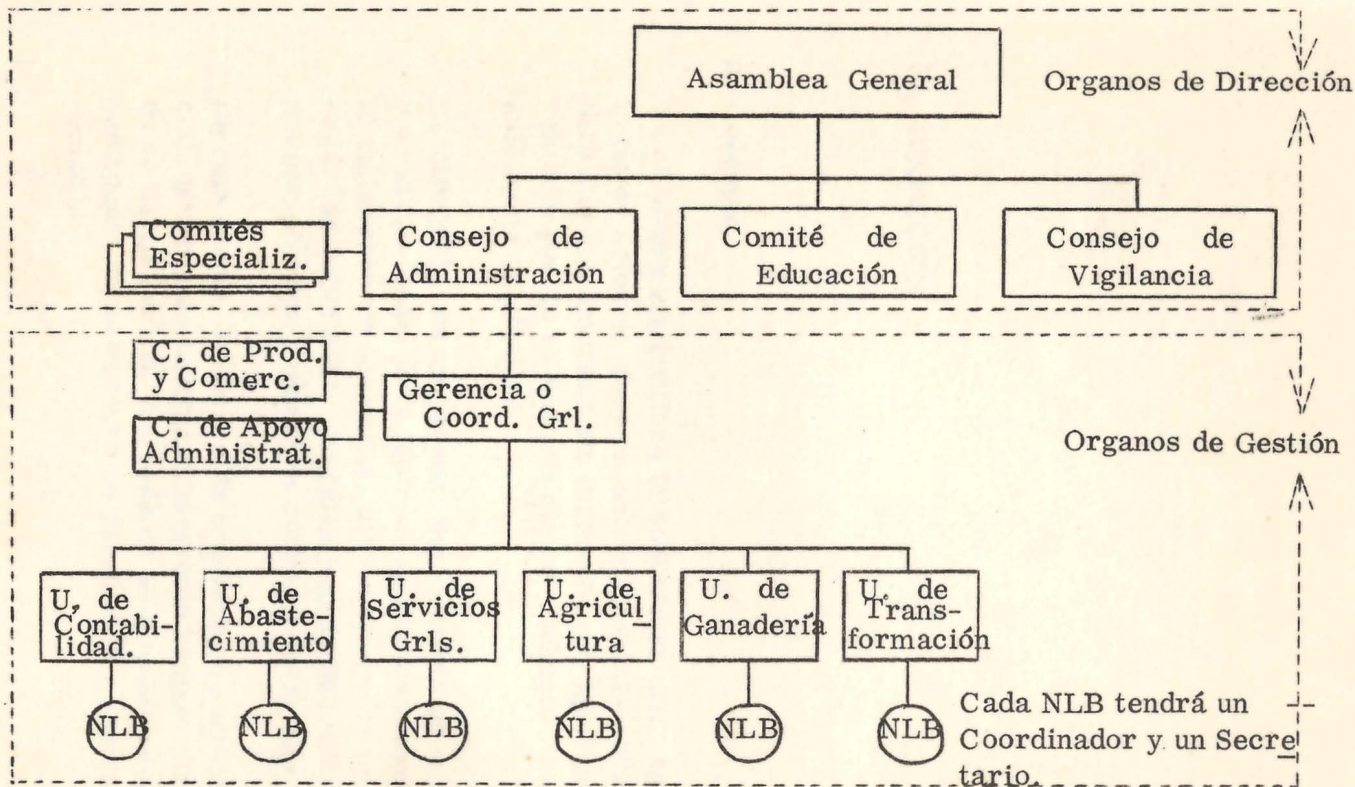 Asamblea General
Organos de Dirección
Comités
Especializ.
Consejo de
Administración
Comité de
Educación
Consejo de
Vigilancia
C. de Prod.
y Comerc.
C. de Apoyo
Administrat.
Gerencia o
Coord. Grl.
Organos de Gestión
U. de
Contabi-
lidad.
U. de
Abaste-
cimiento
U. de
Servicios
Grls.
U. de
Agricul_
tura
U. de
Ganadería
U. de
Trans-
formación
NLB
NLB
NLB
NLB
NLB
NLB
Cada NLB tendrá un
Coordinador y un Secre_
tario.